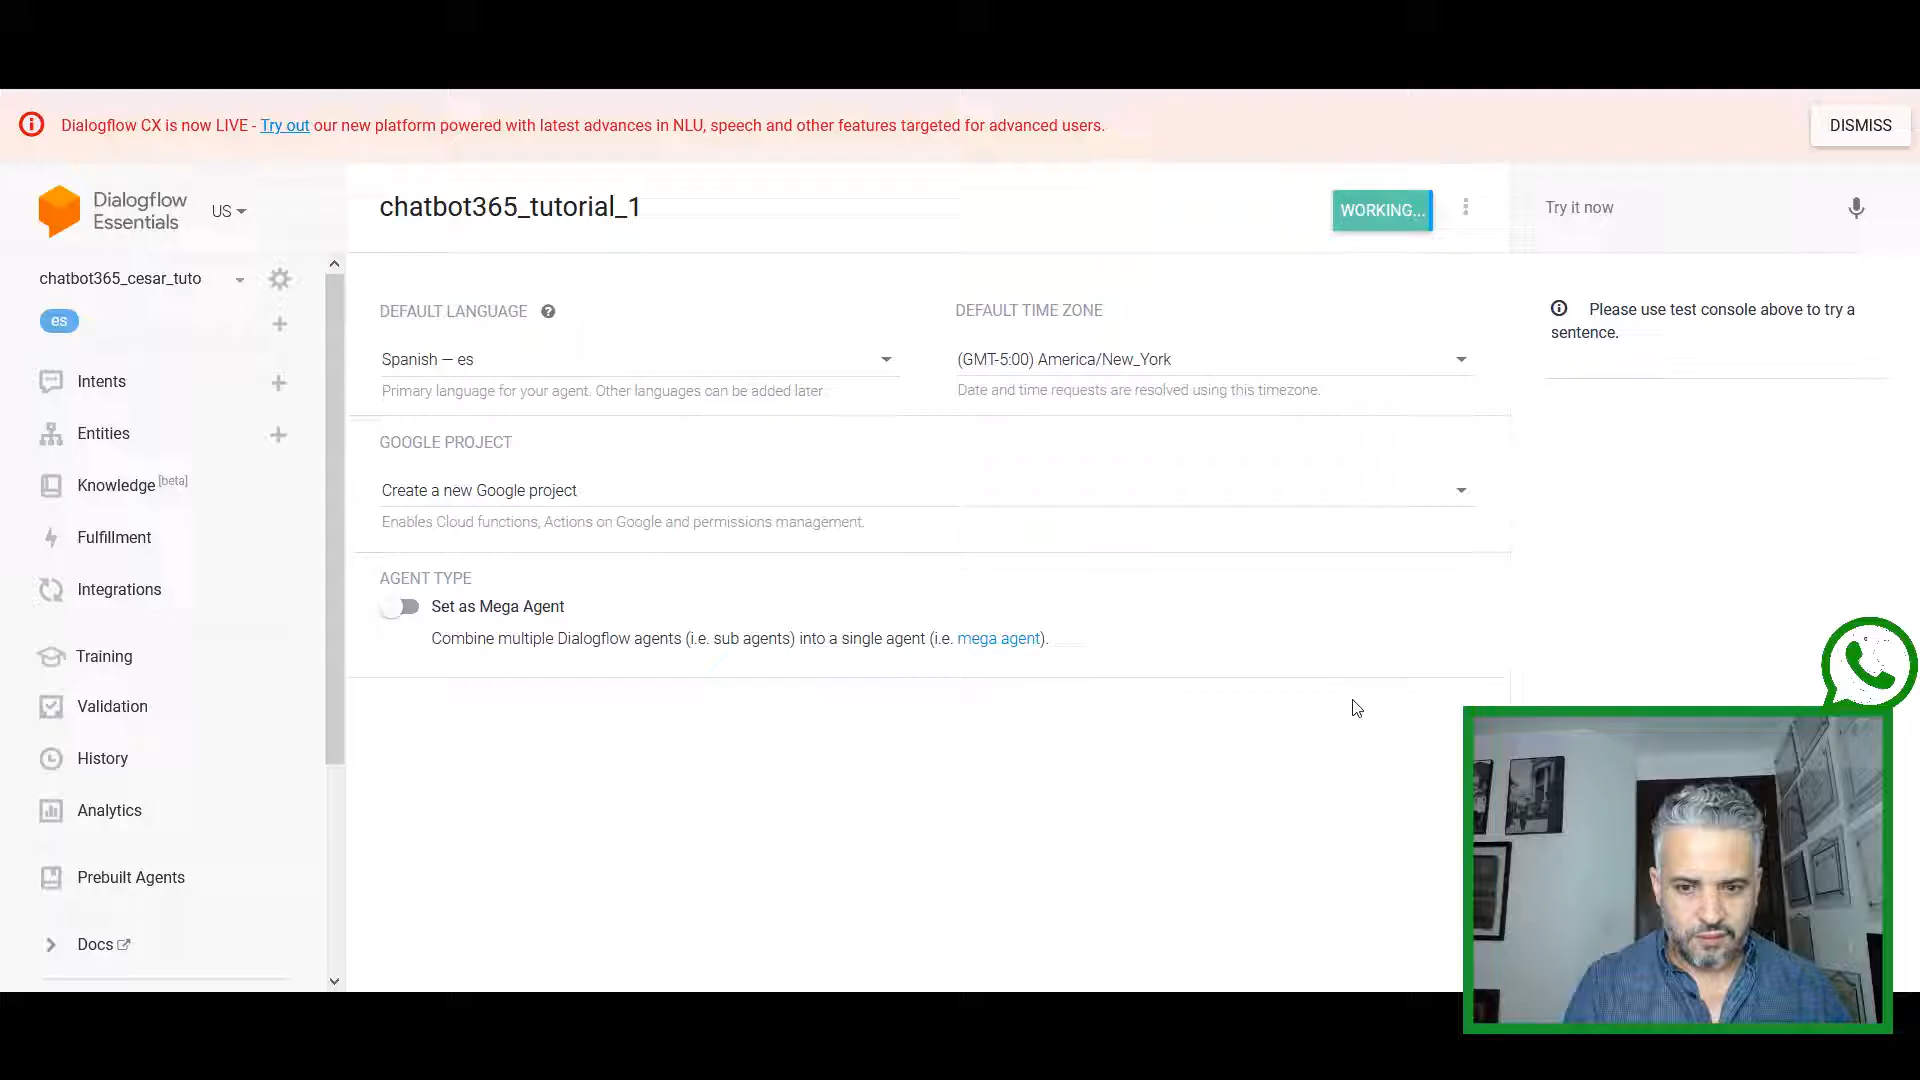 Dialogflow CX is now LIVE - Try out our new platform powered with latest advances in NLU, speech and other features targeted for advanced users.
DISMISS
Dialogflow
Essentials
US
chatbot365_tutorial_1
WORKING...
Try it now
chatbot365_cesar_tuto
es
DEFAULT LANGUAGE
DEFAULT TIME ZONE
Please use test console above to try a
sentence.
Spanish — es
(GMT-5:00) America/New_York
Primary language for your agent. Other languages can be added later.
Date and time requests are resolved using this timezone.
Intents
Entities
GOOGLE PROJECT
Knowledge [beta]
Create a new Google project
Enables Cloud functions, Actions on Google and permissions management.
Fulfillment
Integrations
AGENT TYPE
Set as Mega Agent
Combine multiple Dialogflow agents (i.e. sub agents) into a single agent (i.e. mega agent).
Training
Validation
History
Analytics
Prebuilt Agents
Docs